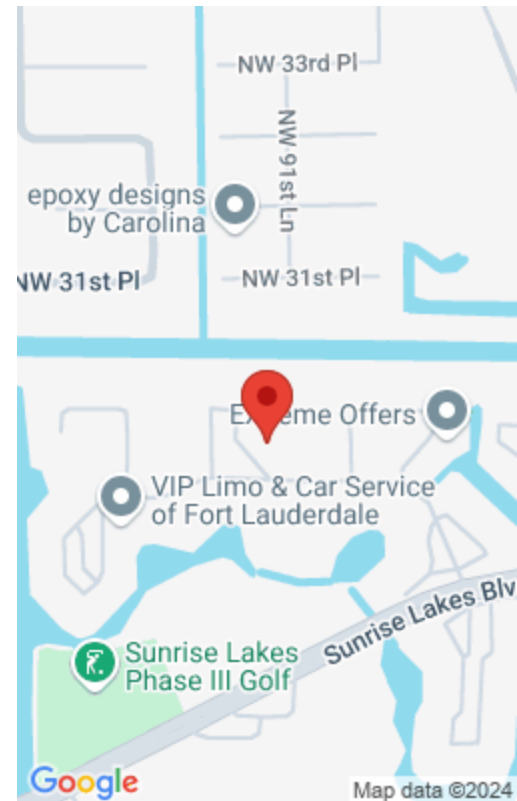 NW 33rd Pl
NW 91st Ln
epoxy designs
by Carolina
NW 31st Pl
NW 31st Pl
Extreme Offers
VIP Limo & Car Service
of Fort Lauderdale
Sunrise Lakes Blv
Sunrise Lakes
Phase III Golf
Google
Map data ©2024